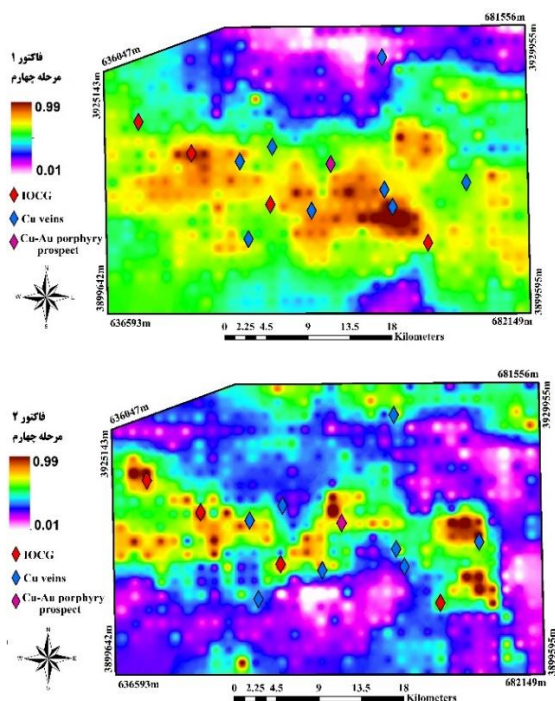 681556m
636047m
3929955m
3925143m
فاکتور ۱
مرحله چهارم
0.99
0.01
IOCG
Cu veins
Cu-Au porphyry
prospect
N
W
E
S
3899642m
3899595m
636593m
682149m
0 2.25 4.5 9 13.5 18
Kilometers
681556m
636047m
3929955m
3925143m
فاکتور ۲
مرحله چهارم
0.99
0.01
IOCG
Cu veins
Cu-Au porphyry
prospect
N
W
E
S
3899642m
3899595m
636593m
682149m
0 2.25 4.5 9 13.5 18
Kilometers